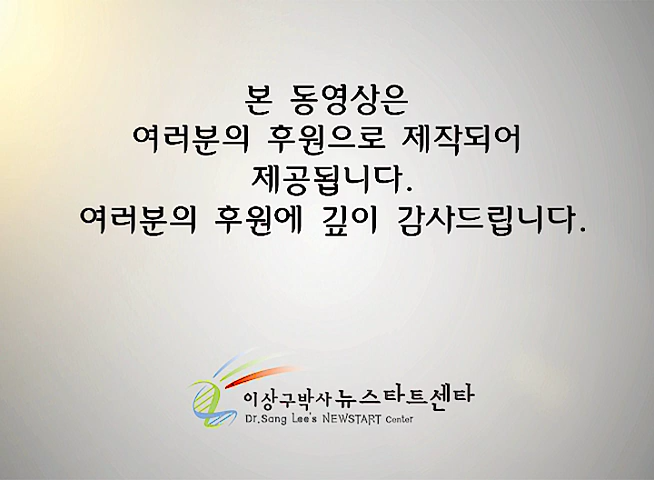 본 동영상은
여러분의 후원으로 제작되어
제공됩니다.
여러분의 후원에 깊이 감사드립니다.
이상구박사 뉴스타트센타
Dr.Sang Lee's NEWSTART Center